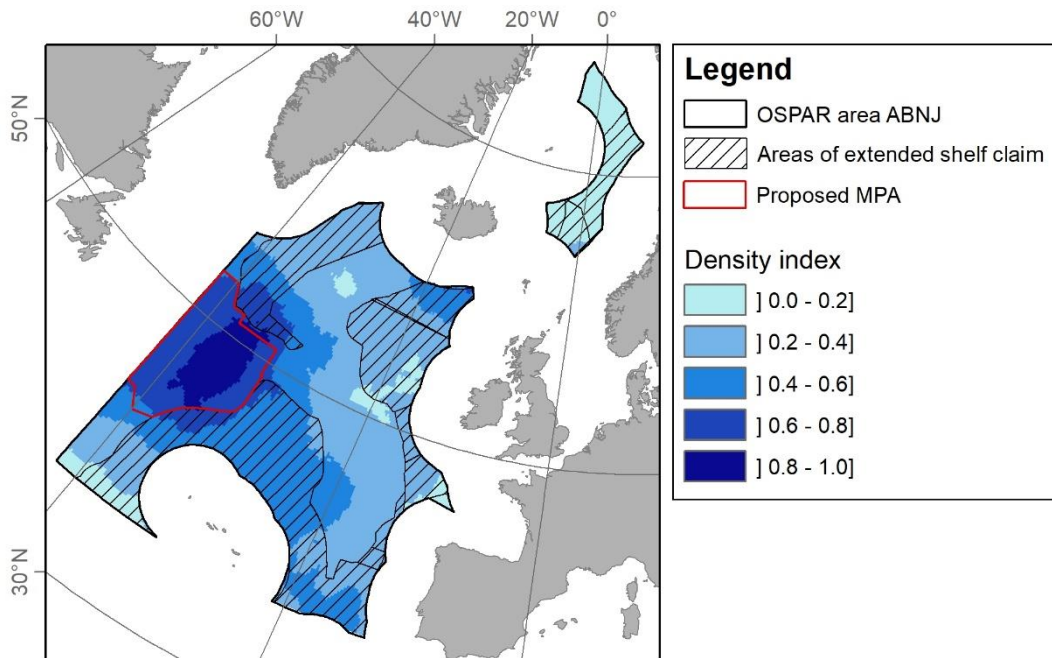 60°W
40°W
20°W
0°
50°N
30°N
Legend
OSPAR area ABNJ
Areas of extended shelf claim
Proposed MPA
Density index
] 0.0 - 0.2]
] 0.2 - 0.4]
] 0.4 - 0.6]
] 0.6 - 0.8]
] 0.8 - 1.0]